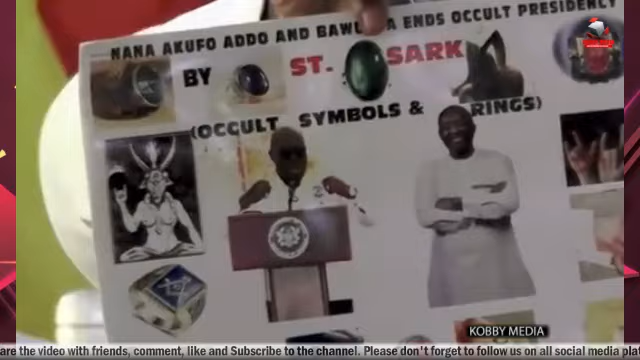 NANA AKUFO ADDO AND BAWU A ENDS OCCULT PRESIDENCY
BY ST. SARK
(OCCULT SYMBOLS & RINGS)
KOBBY MEDIA
are the video with friends, comment, like and Subscribe to the channel. Please don't forget to follow us on all social media plat